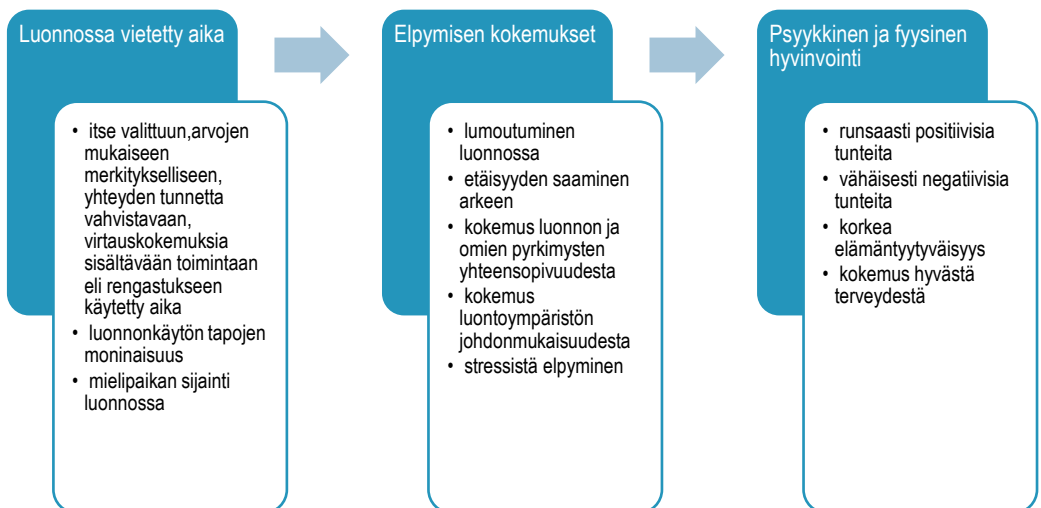 Luonnossa vietetty aika
• itse valittuun,arvojen
mukaiseen
merkitykselliseen,
yhteyden tunnetta
vahvistavaan,
virtauskokemuksia
sisältävään toimintaan
eli rengastukseen
käytetty aika
• luonnonkäytön tapojen
moninaisuus
• mielipaikan sijainti
luonnossa
Elpymisen kokemukset
• lumoutuminen
luonnossa
• etäisyyden saaminen
arkeen
• kokemus luonnon ja
omien pyrkimysten
yhteensopivuudesta
• kokemus
luontoympäristön
johdonmukaisuudesta
• stressistä elpyminen
Psyykkinen ja fyysinen
hyvinvointi
• runsaasti positiivisia
tunteita
• vähäisesti negatiivisia
tunteita
• korkea
elämäntyytyväisyys
• kokemus hyvästä
terveydestä